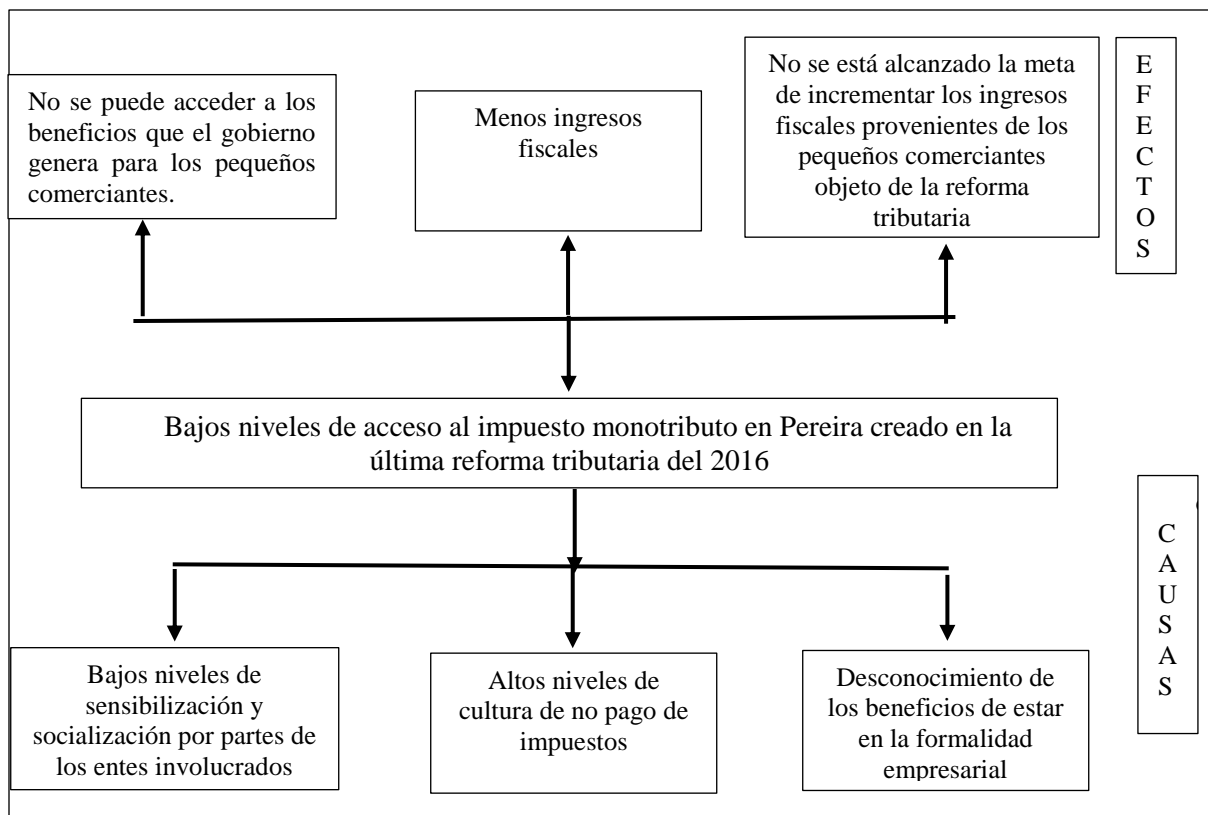 No se puede acceder a los
beneficios que el gobierno
genera para los pequeños
comerciantes.
Menos ingresos
fiscales
No se está alcanzado la meta
de incrementar los ingresos
fiscales provenientes de los
pequeños comerciantes
objeto de la reforma
tributaria
E
F
E
C
T
O
S
Bajos niveles de acceso al impuesto monotributo en Pereira creado en la
última reforma tributaria del 2016
C
A
U
S
A
S
Bajos niveles de
sensibilización y
socialización por partes de
los entes involucrados
Altos niveles de
cultura de no pago de
impuestos
Desconocimiento de
los beneficios de estar
en la formalidad
empresarial